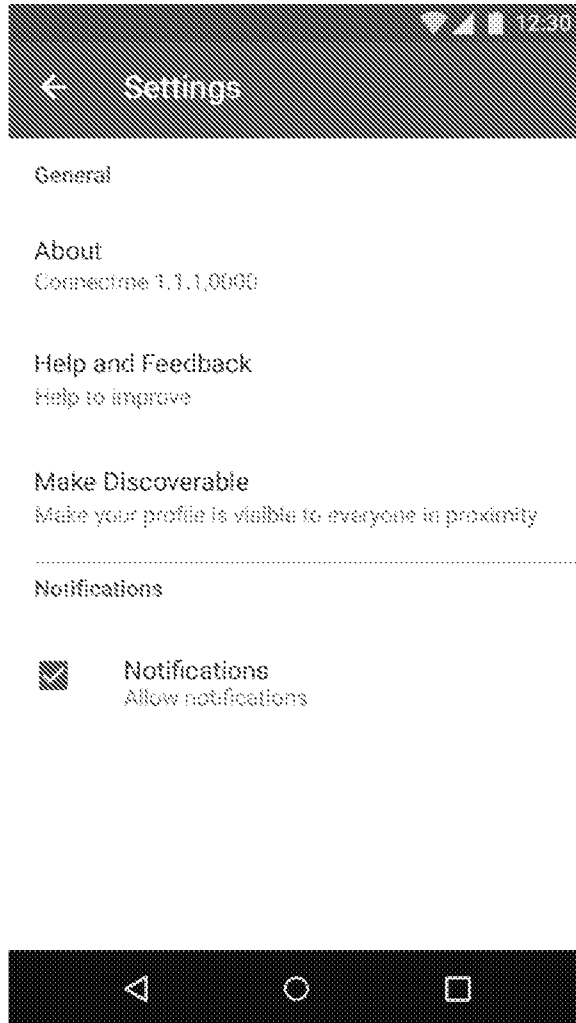 12:30
Settings
General
About
Connectme 1.1.1,0000
Help and Feedback
Help to improve
Make Discoverable
Make your profile is visible to everyone in proximity
Notifications
Notifications
Allow notifications